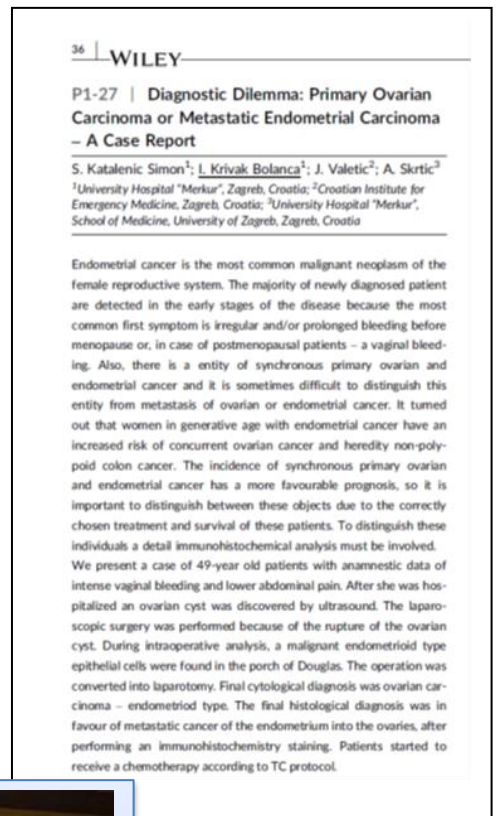 36 | WILEY
P1-27 | Diagnostic Dilemma: Primary Ovarian
Carcinoma or Metastatic Endometrial Carcinoma
– A Case Report
S. Katalenic Simon1; I. Krivak Bolanca1; J. Valetic2; A. Skrtic3
1University Hospital "Merkur", Zagreb, Croatia; 2Croatian Institute for
Emergency Medicine, Zagreb, Croatia; 3University Hospital "Merkur",
School of Medicine, University of Zagreb, Zagreb, Croatia
Endometrial cancer is the most common malignant neoplasm of the
female reproductive system. The majority of newly diagnosed patient
are detected in the early stages of the disease because the most
common first symptom is irregular and/or prolonged bleeding before
menopause or, in case of postmenopausal patients – a vaginal bleed-
ing. Also, there is a entity of synchronous primary ovarian and
endometrial cancer and it is sometimes difficult to distinguish this
entity from metastasis of ovarian or endometrial cancer. It turned
out that women in generative age with endometrial cancer have an
increased risk of concurrent ovarian cancer and heredity non-poly-
poid colon cancer. The incidence of synchronous primary ovarian
and endometrial cancer has a more favourable prognosis, so it is
important to distinguish between these objects due to the correctly
chosen treatment and survival of these patients. To distinguish these
individuals a detail immunohistochemical analysis must be involved.
We present a case of 49-year old patients with anamnestic data of
intense vaginal bleeding and lower abdominal pain. After she was hos-
pitalized an ovarian cyst was discovered by ultrasound. The laparo-
scopic surgery was performed because of the rupture of the ovarian
cyst. During intraoperative analysis, a malignant endometrioid type
epithelial cells were found in the porch of Douglas. The operation was
converted into laparotomy. Final cytological diagnosis was ovarian car-
cinoma – endometriod type. The final histological diagnosis was in
favour of metastatic cancer of the endometrium into the ovaries, after
performing an immunohistochemistry staining. Patients started to
receive a chemotherapy according to TC protocol.